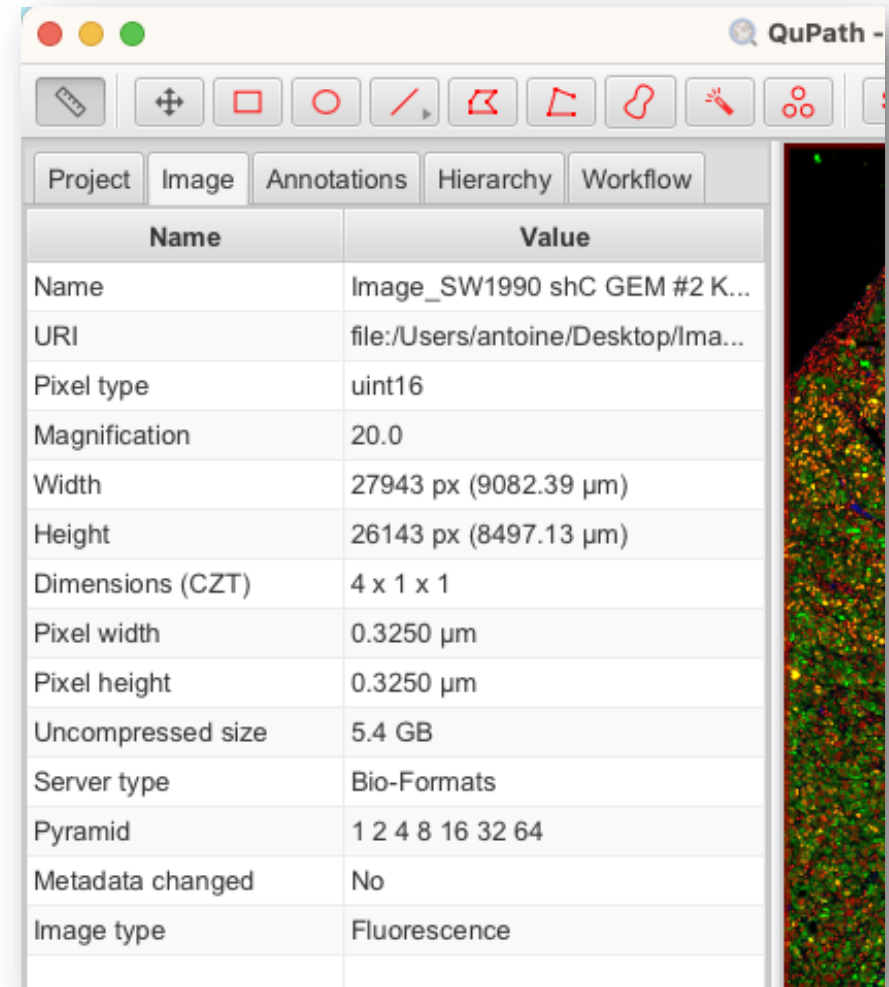 QuPath -
Project Image Annotations Hierarchy Workflow
Name Value
Name Image_SW1990 shC GEM #2 K...
URI file:/Users/antoine/Desktop/Ima...
Pixel type uint16
Magnification 20.0
Width 27943 px (9082.39 µm)
Height 26143 px (8497.13 µm)
Dimensions (CZT) 4 x 1 x 1
Pixel width 0.3250 µm
Pixel height 0.3250 µm
Uncompressed size 5.4 GB
Server type Bio-Formats
Pyramid 1 2 4 8 16 32 64
Metadata changed No
Image type Fluorescence